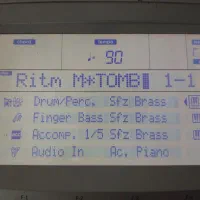 ♩= 90
Ritm M*TOMB 1-1
Drum/Perc. Sfz Brass
Finger Bass Sfz Brass
Accomp. 1/5 Sfz Brass
Audio In Ac. Piano